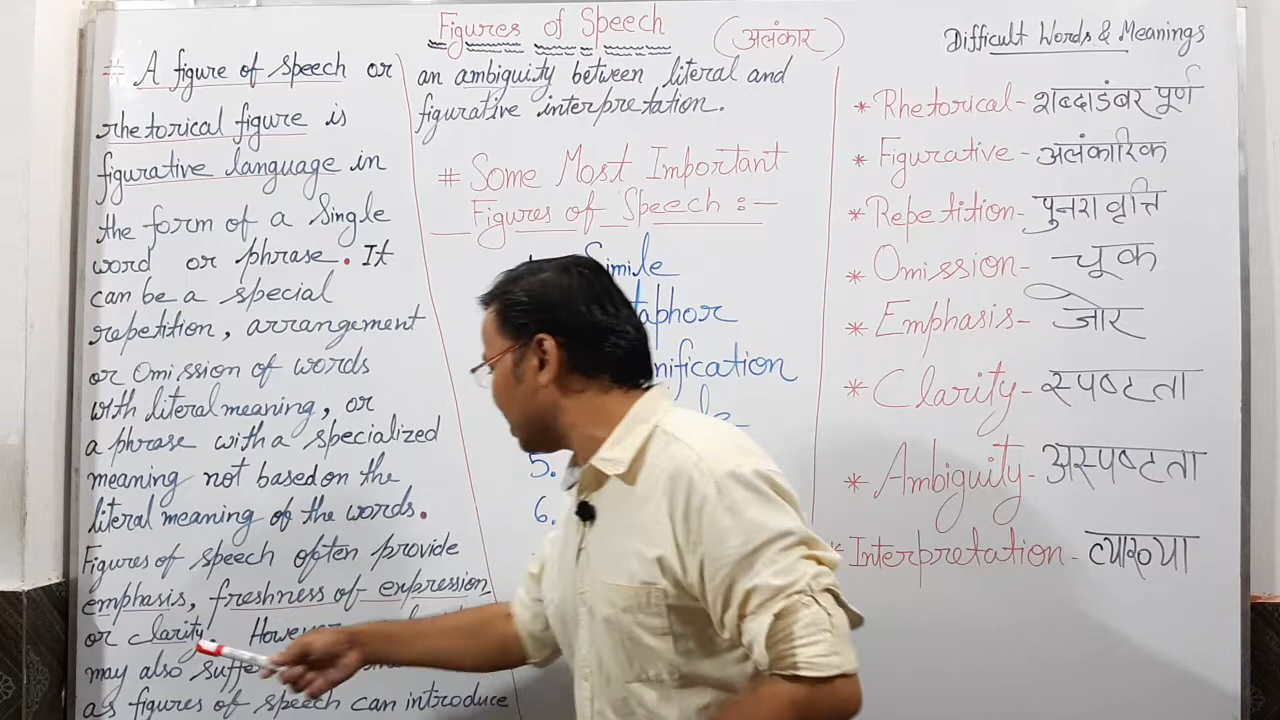 Figures of Speech (अलंकार)
# A figure of speech or
rhetorical figure is
figurative language in
the form of a single
word or phrase. It
can be a special
repetition, arrangement
or Omission of words
with literal meaning, or
a phrase with a specialized
meaning not based on the
literal meaning of the words.
Figures of speech often provide
emphasis, freshness of expression,
or clarity.
may also
as figures of speech can introduce
an ambiguity between literal and
figurative interpretation.
# Some Most Important
Figures of Speech :-
Simile
5.
6.
Difficult Words & Meanings
* Rhetorical - शब्दाडंबर पूर्ण
* Figurative - अलंकारिक
* Repetition - पुनरावृत्ति
* Omission - चूक
* Emphasis - जोर
* Clarity - स्पष्टता
* Ambiguity - अस्पष्टता
* Interpretation - व्याख्या